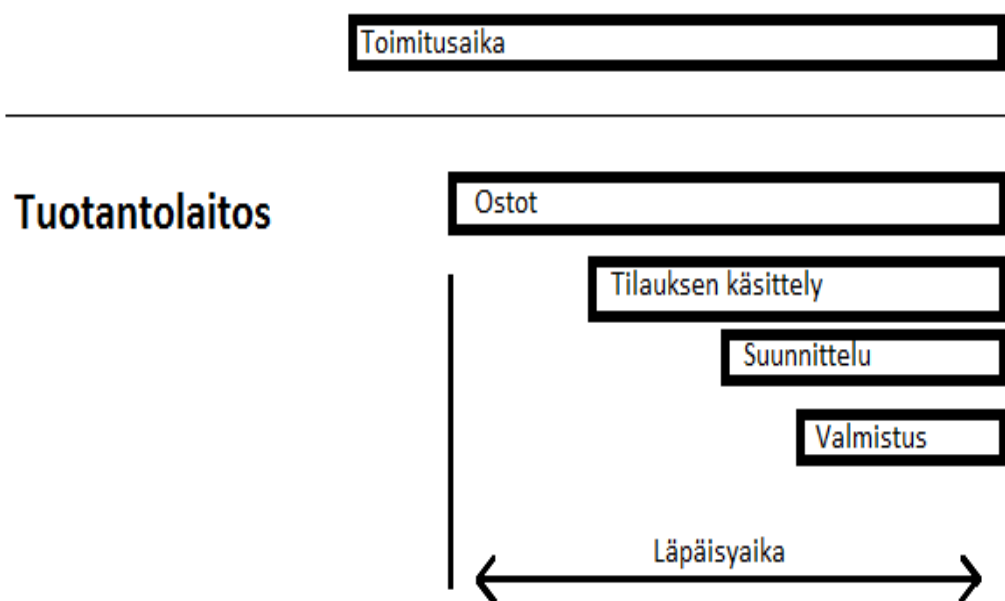 Toimitusaika
Tuotantolaitos
Ostot
Tilauksen käsittely
Suunnittelu
Valmistus
Läpäisyaika